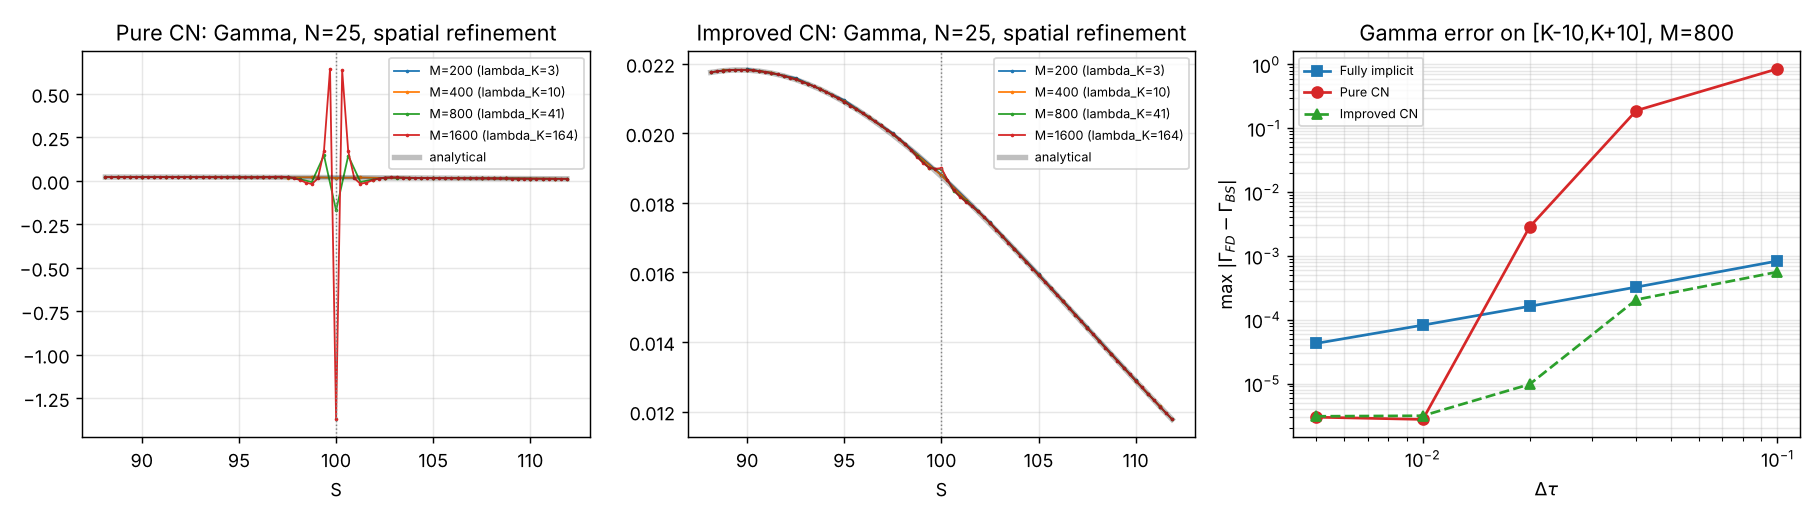 Pure CN: Gamma, N=25, spatial refinement
M=200 (lambda_K=3)
M=400 (lambda_K=10)
M=800 (lambda_K=41)
M=1600 (lambda_K=164)
analytical
0.50
0.25
0.00
−0.25
−0.50
−0.75
−1.00
−1.25
90
95
100
105
110
S
Improved CN: Gamma, N=25, spatial refinement
M=200 (lambda_K=3)
M=400 (lambda_K=10)
M=800 (lambda_K=41)
M=1600 (lambda_K=164)
analytical
0.022
0.020
0.018
0.016
0.014
0.012
90
95
100
105
110
S
Gamma error on [K-10,K+10], M=800
Fully implicit
Pure CN
Improved CN
max |Γ_{FD} − Γ_{BS}|
10⁰
10⁻¹
10⁻²
10⁻³
10⁻⁴
10⁻⁵
10⁻²
10⁻¹
Δτ